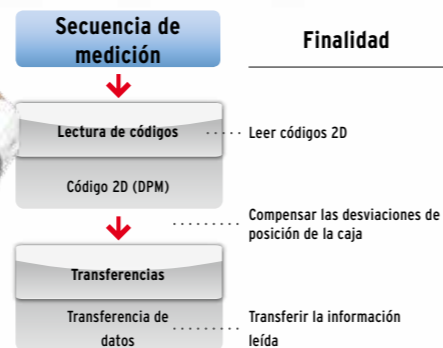 Secuencia de
medición
Finalidad
Lectura de códigos
Leer códigos 2D
Código 2D (DPM)
Compensar las desviaciones de
posición de la caja
Transferencias
Transferencia de
datos
Transferir la información
leída